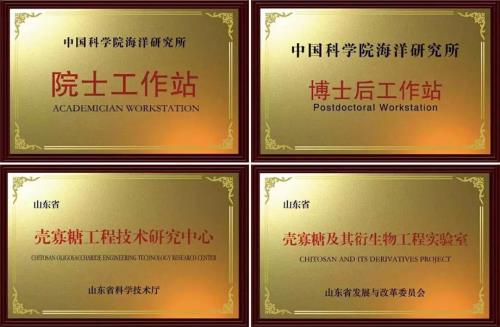 中国科学院海洋研究所
院士工作站
ACADEMICIAN WORKSTATION
中国科学院海洋研究所
博士后工作站
Postdoctoral Workstation
山东省
壳寡糖工程技术研究中心
CHITOSAN OLIGOSACCHARIDE ENGINEERING TECHNOLOGY RESEARCH CENTER
山东省科学技术厅
山东省
壳寡糖及其衍生物工程实验室
CHITOSAN AND ITS DERIVATIVES PROJECT
山东省发展与改革委员会